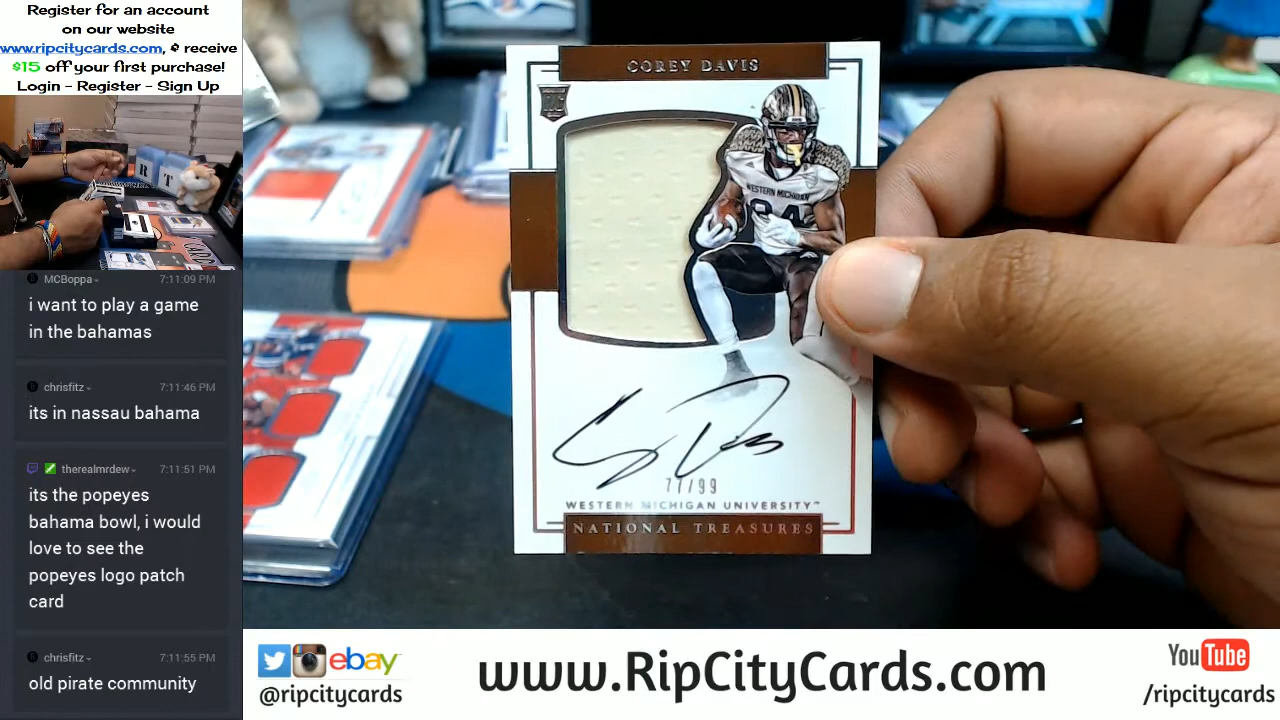 Register for an account
on our website
www.ripcitycards.com, & receive
$15 off your first purchase!
Login - Register - Sign Up
R T
MCBoppa 7:11:09 PM
i want to play a game
in the bahamas
chrisfitz 7:11:46 PM
its in nassau bahama
therealmrdew 7:11:51 PM
its the popeyes
bahama bowl, i would
love to see the
popeyes logo patch
card
chrisfitz 7:11:55 PM
old pirate community
COREY DAVIS
RC
WESTERN MICHIGAN
84
77/99
WESTERN MICHIGAN UNIVERSITY™
NATIONAL TREASURES
ebay
@ripcitycards
www.RipCityCards.com
YouTube
/ripcitycards